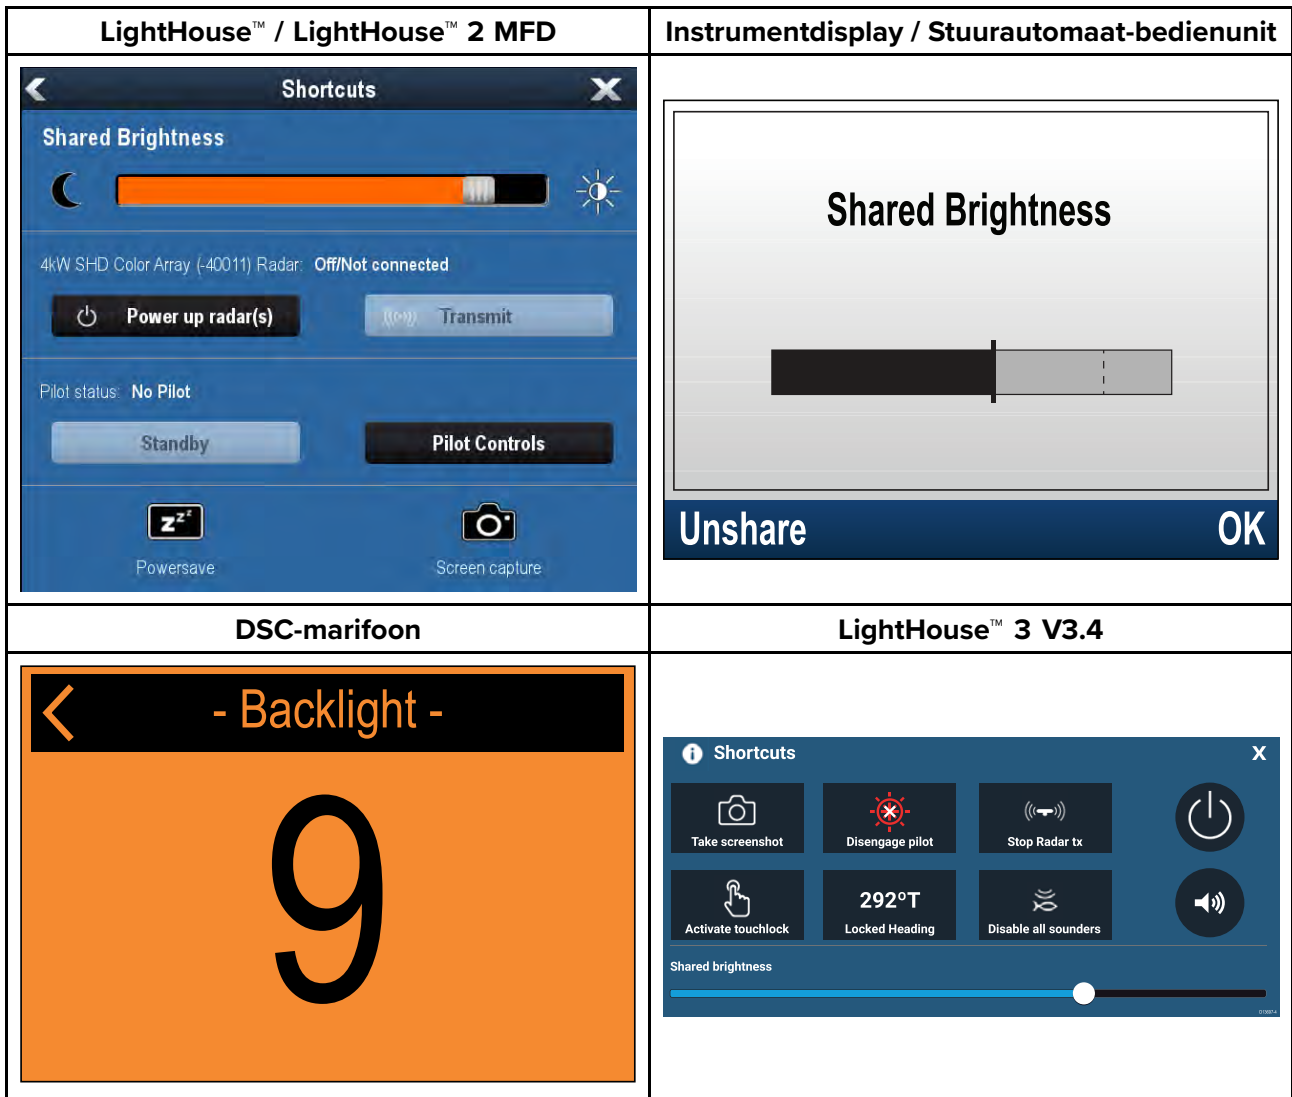 LightHouse™ / LightHouse™ 2 MFD
Instrumentdisplay / Stuurautomaat-bedienunit
Shortcuts
Shared Brightness
4kW SHD Color Array (-40011) Radar: Off/Not connected
Power up radar(s)
Transmit
Pilot status: No Pilot
Standby
Pilot Controls
zzz
Powersave
Screen capture
Shared Brightness
Unshare
OK
DSC-marifoon
LightHouse™ 3 V3.4
- Backlight -
9
Shortcuts
X
Take screenshot
Disengage pilot
Stop Radar tx
Activate touchlock
292°T
Locked Heading
Disable all sounders
Shared brightness